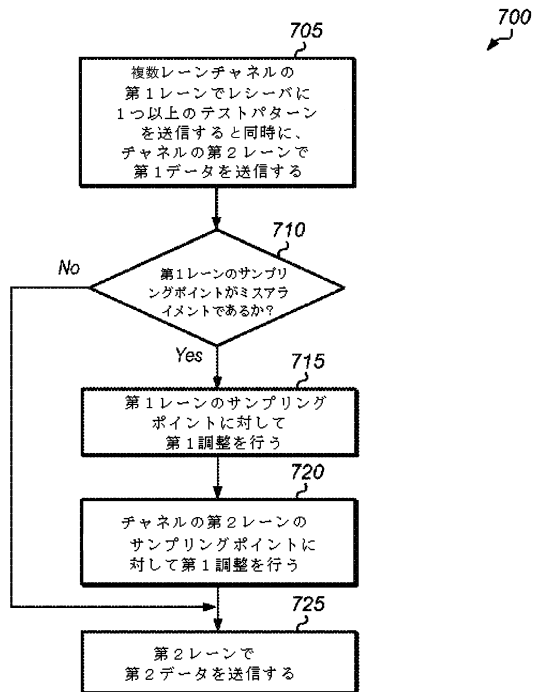 700
705
複数レーンチャネルの
第1レーンでレシーバに
1つ以上のテストパターン
を送信すると同時に、
チャネルの第2レーンで
第1データを送信する
710
No
第1レーンのサンプリ
ングポイントがミスアラ
イメントであるか?
Yes
715
第1レーンのサンプリング
ポイントに対して
第1調整を行う
720
チャネルの第2レーンの
サンプリングポイントに
対して第1調整を行う
725
第2レーンで
第2データを送信する